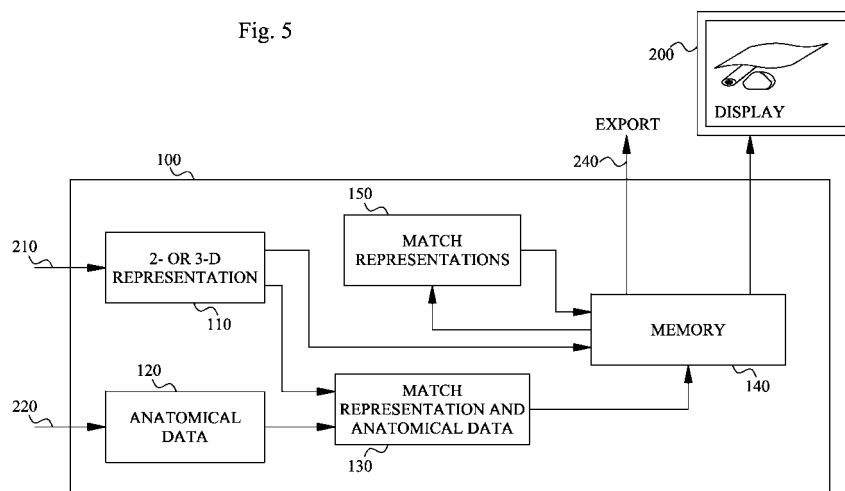 Fig. 5
200
DISPLAY
EXPORT
240
100
150
210
2- OR 3-D
REPRESENTATION
110
MATCH
REPRESENTATIONS
MEMORY
140
120
220
ANATOMICAL
DATA
MATCH
REPRESENTATION AND
ANATOMICAL DATA
130